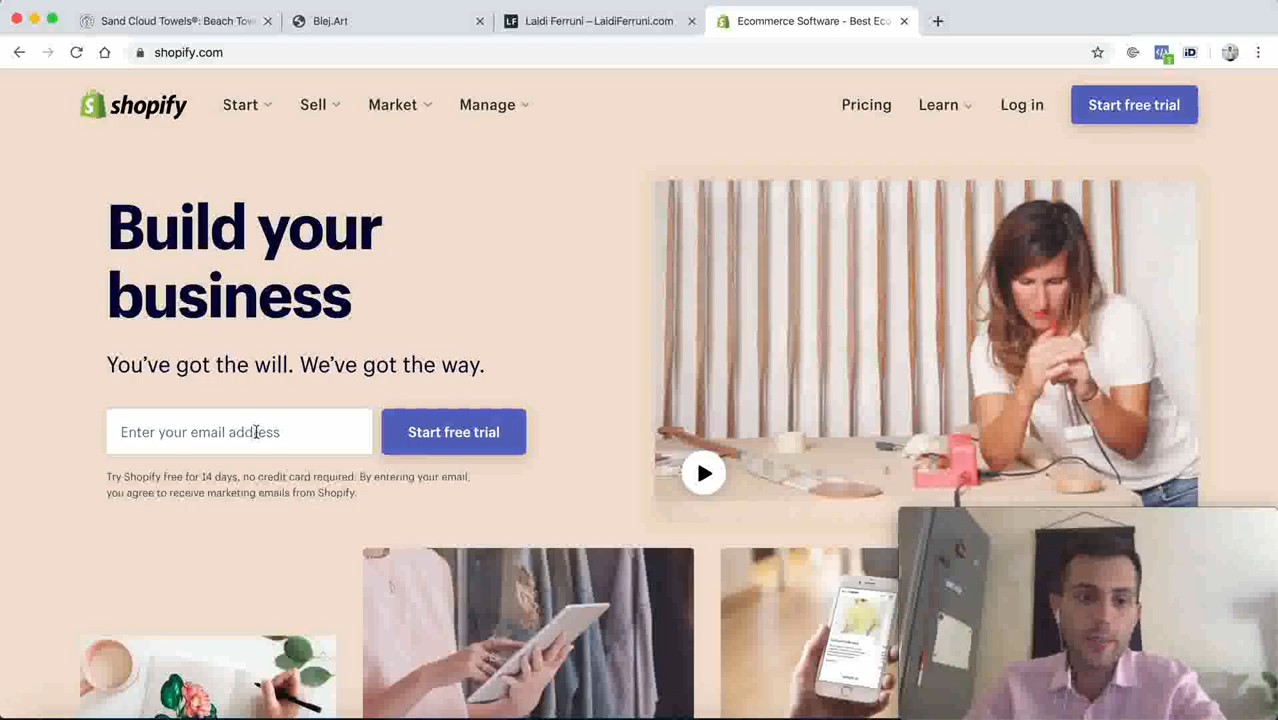 Sand Cloud Towels®: Beach Tow
Blej.Art
LF Laidi Ferruni – LaidiFerruni.com
Ecommerce Software - Best Eco
shopify.com
iD
shopify
Start
Sell
Market
Manage
Pricing
Learn
Log in
Start free trial
Build your
business
You've got the will. We've got the way.
Enter your email address
Start free trial
Try Shopify free for 14 days, no credit card required. By entering your email,
you agree to receive marketing emails from Shopify.